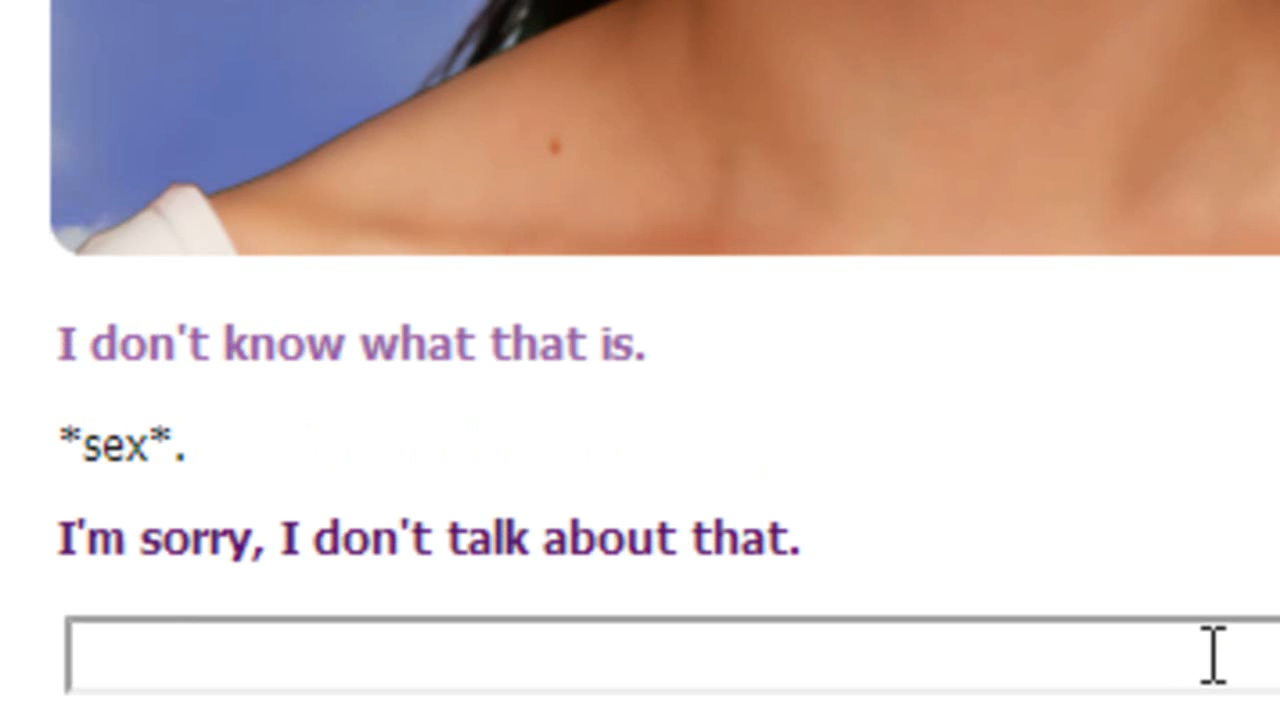 I don't know what that is.
*sex*.
I'm sorry, I don't talk about that.